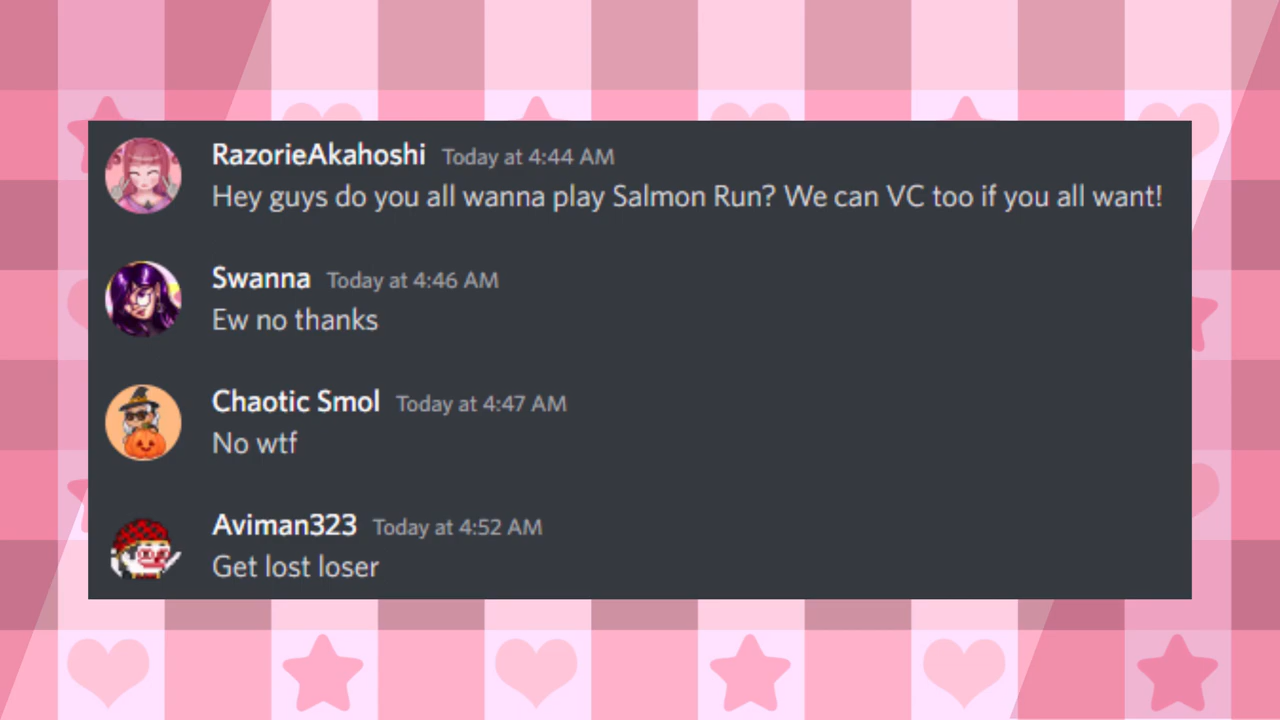 RazorieAkahoshi Today at 4:44 AM
Hey guys do you all wanna play Salmon Run? We can VC too if you all want!
Swanna Today at 4:46 AM
Ew no thanks
Chaotic Smol Today at 4:47 AM
No wtf
Aviman323 Today at 4:52 AM
Get lost loser